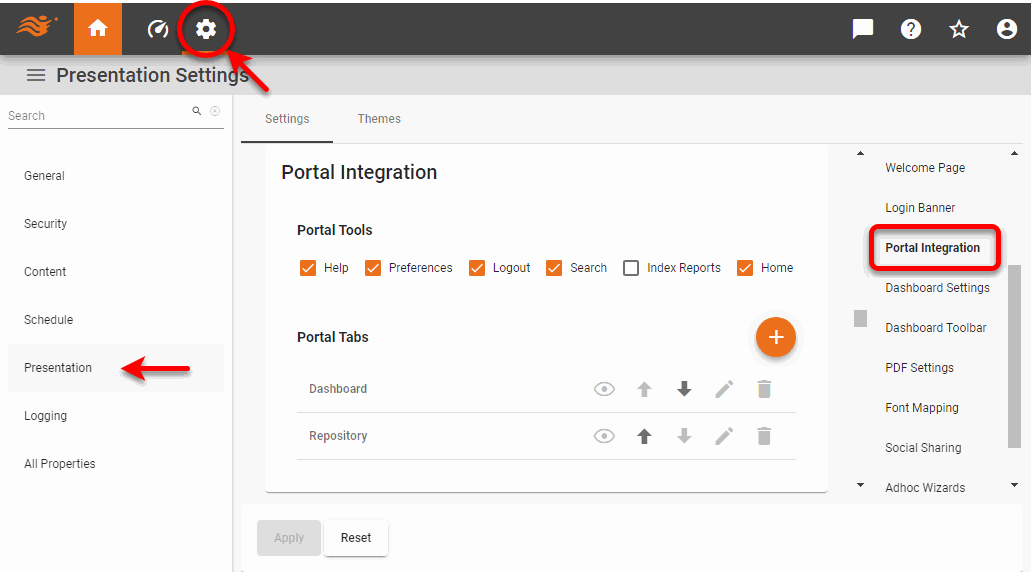 Presentation Settings
Search
General
Security
Content
Schedule
Presentation
Logging
All Properties
Settings
Themes
Portal Integration
Portal Tools
Help
Preferences
Logout
Search
Index Reports
Home
Portal Tabs
Dashboard
Repository
Apply
Reset
Welcome Page
Login Banner
Portal Integration
Dashboard Settings
Dashboard Toolbar
PDF Settings
Font Mapping
Social Sharing
Adhoc Wizards